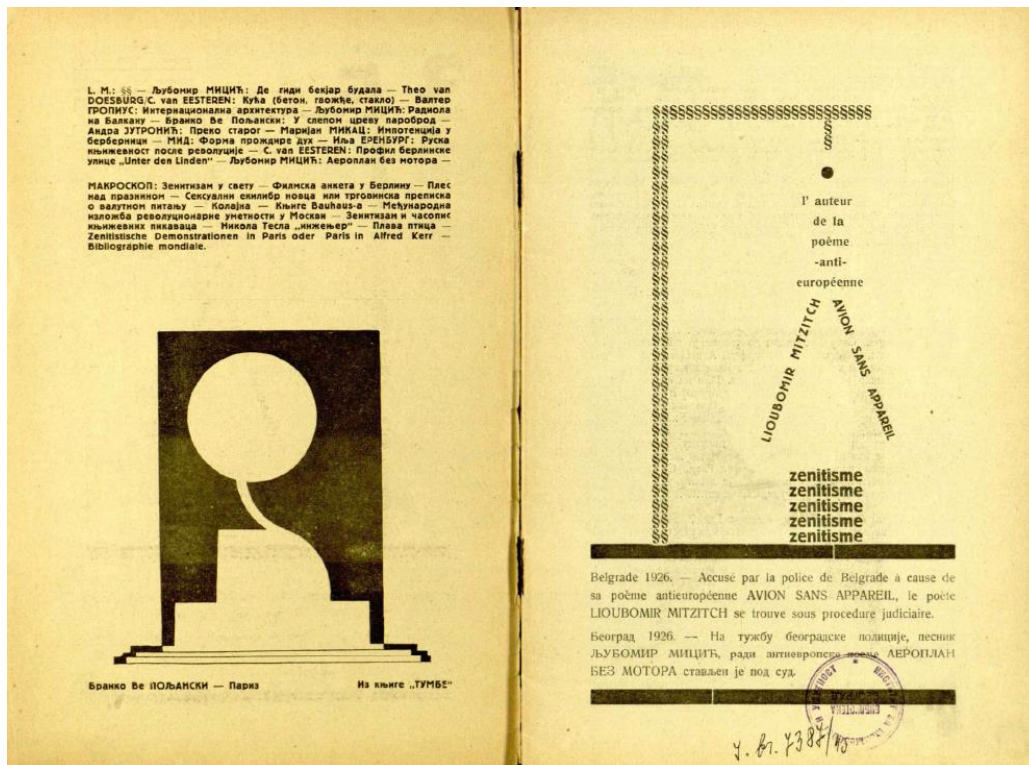 L. M.: §§ — Љубомир МИЦИЋ: Де гиди бекјар будала — Theo van
DOESBURG/C. van EESTEREN: Кућа (бетон, гвожђе, стакло) — Валтер
ГРОПИУС: Интернационална архитектура — Љубомир МИЦИЋ: Радиола
на Балкану — Бранко Ве Пољански: У слепом цреву пароброд —
Андра ЈУТРОНИЋ: Преко старог — Маријан МИКАЦ: Импотенција у
берберници — МИД: Форма прождире дух — Иља ЕРЕНБУРГ: Руска
књижевност после револуције — C. van EESTEREN: Профил берлинске
улице „Unter den Linden“ — Љубомир МИЦИЋ: Аероплан без мотора —
МАКРОСКОП: Зенитизам у свету — Филмска анкета у Берлину — Плес
над празнином — Сексуални екилибр новца или трговинска преписка
о валутном питању — Колајна — Књиге Bauhaus-a — Међународна
изложба револуционарне уметности у Москви — Зенитизам и часопис
књижевних пикаваца — Никола Тесла „инжењер“ — Плава птица —
Zenitistische Demonstrationen in Paris oder Paris in Alfred Kerr —
Bibliographie mondiale.
Бранко Ве ПОЉАНСКИ — Париз
Из књиге „ТУМБЕ“
l' auteur
de la
poème
-anti-
européenne
LIOUBOMIR MITZITCH
AVION SANS APPAREIL
zenitisme
zenitisme
zenitisme
zenitisme
zenitisme
Belgrade 1926. — Accusé par la police de Belgrade à cause de
sa poème antieuropéenne AVION SANS APPAREIL, le poète
LIOUBOMIR MITZITCH se trouve sous procedure judiciaire.
Београд 1926. — На тужбу београдске полиције, песник
ЉУБОМИР МИЦИЋ, ради антиевропске поеме АЕРОПЛАН
БЕЗ МОТОРА стављен је под суд.